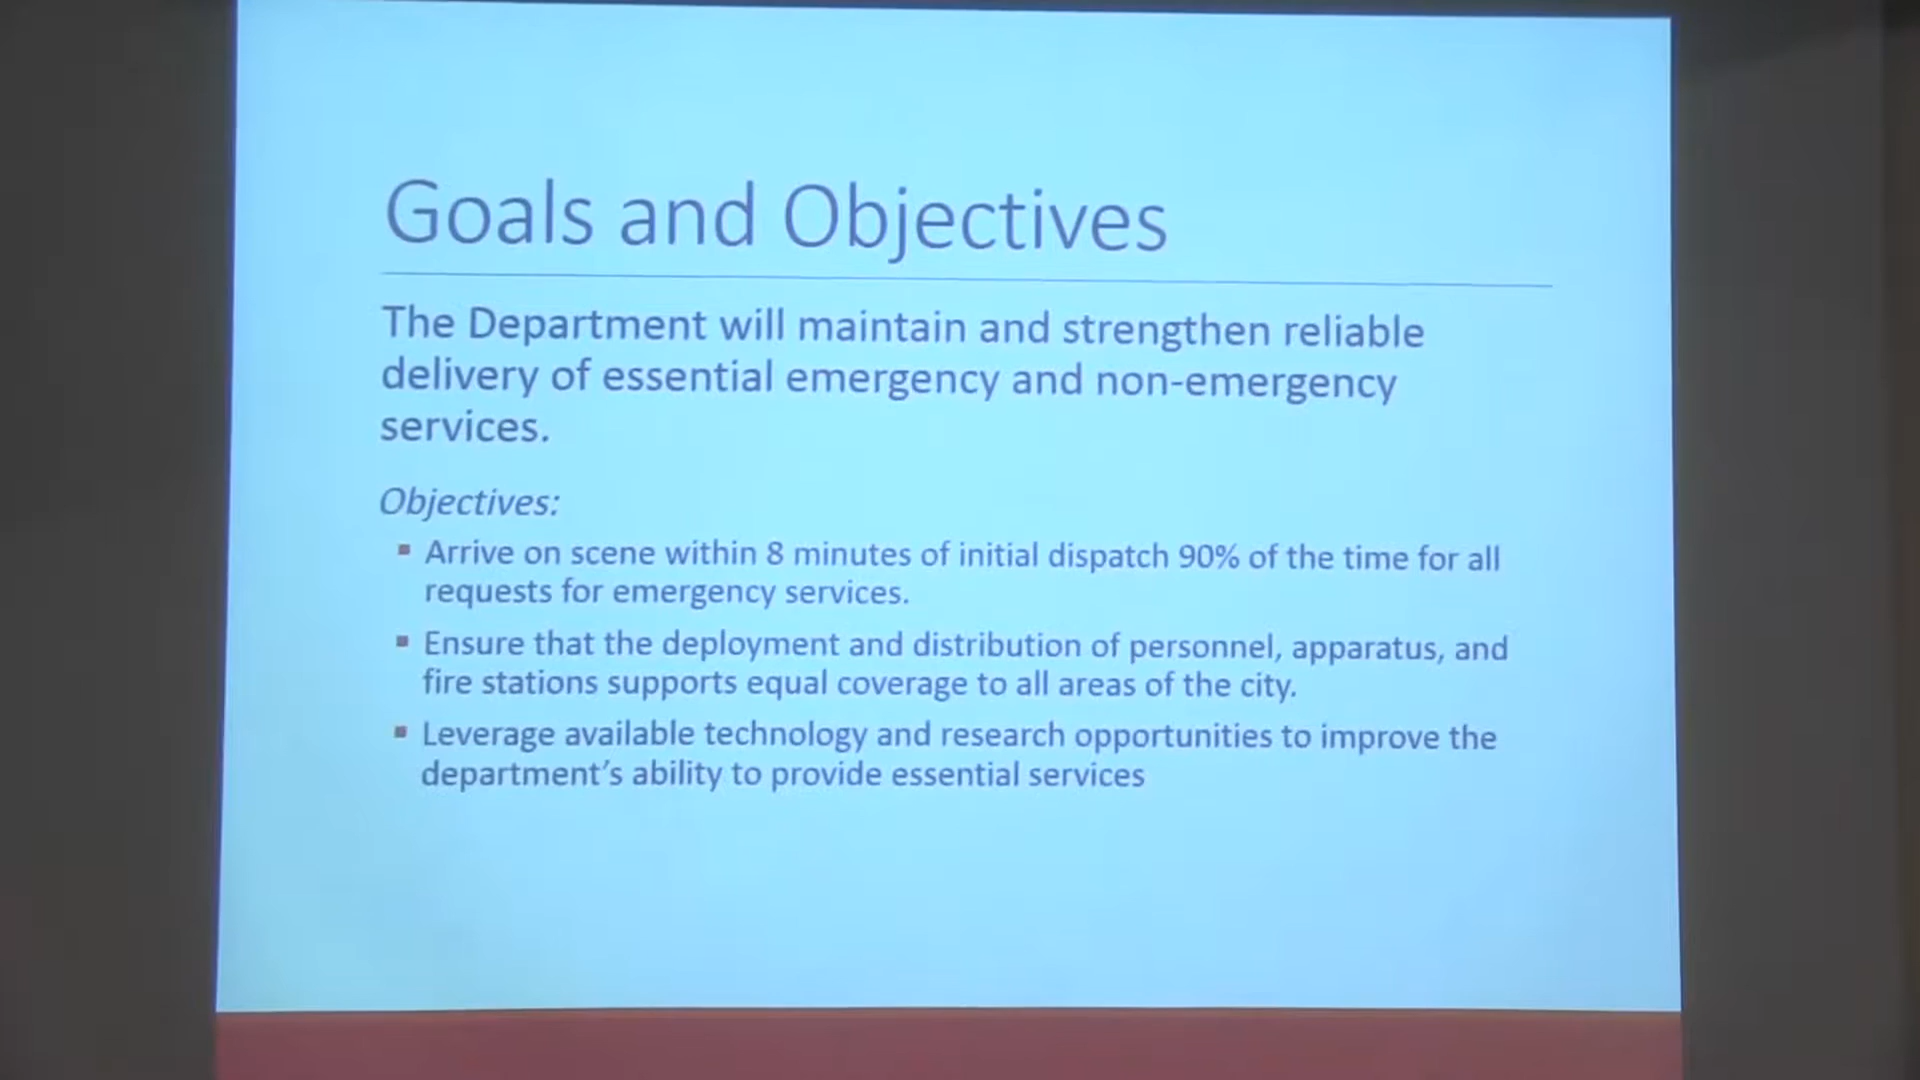 Goals and Objectives
The Department will maintain and strengthen reliable
delivery of essential emergency and non-emergency
services.
Objectives:
▪ Arrive on scene within 8 minutes of initial dispatch 90% of the time for all
requests for emergency services.
▪ Ensure that the deployment and distribution of personnel, apparatus, and
fire stations supports equal coverage to all areas of the city.
▪ Leverage available technology and research opportunities to improve the
department's ability to provide essential services